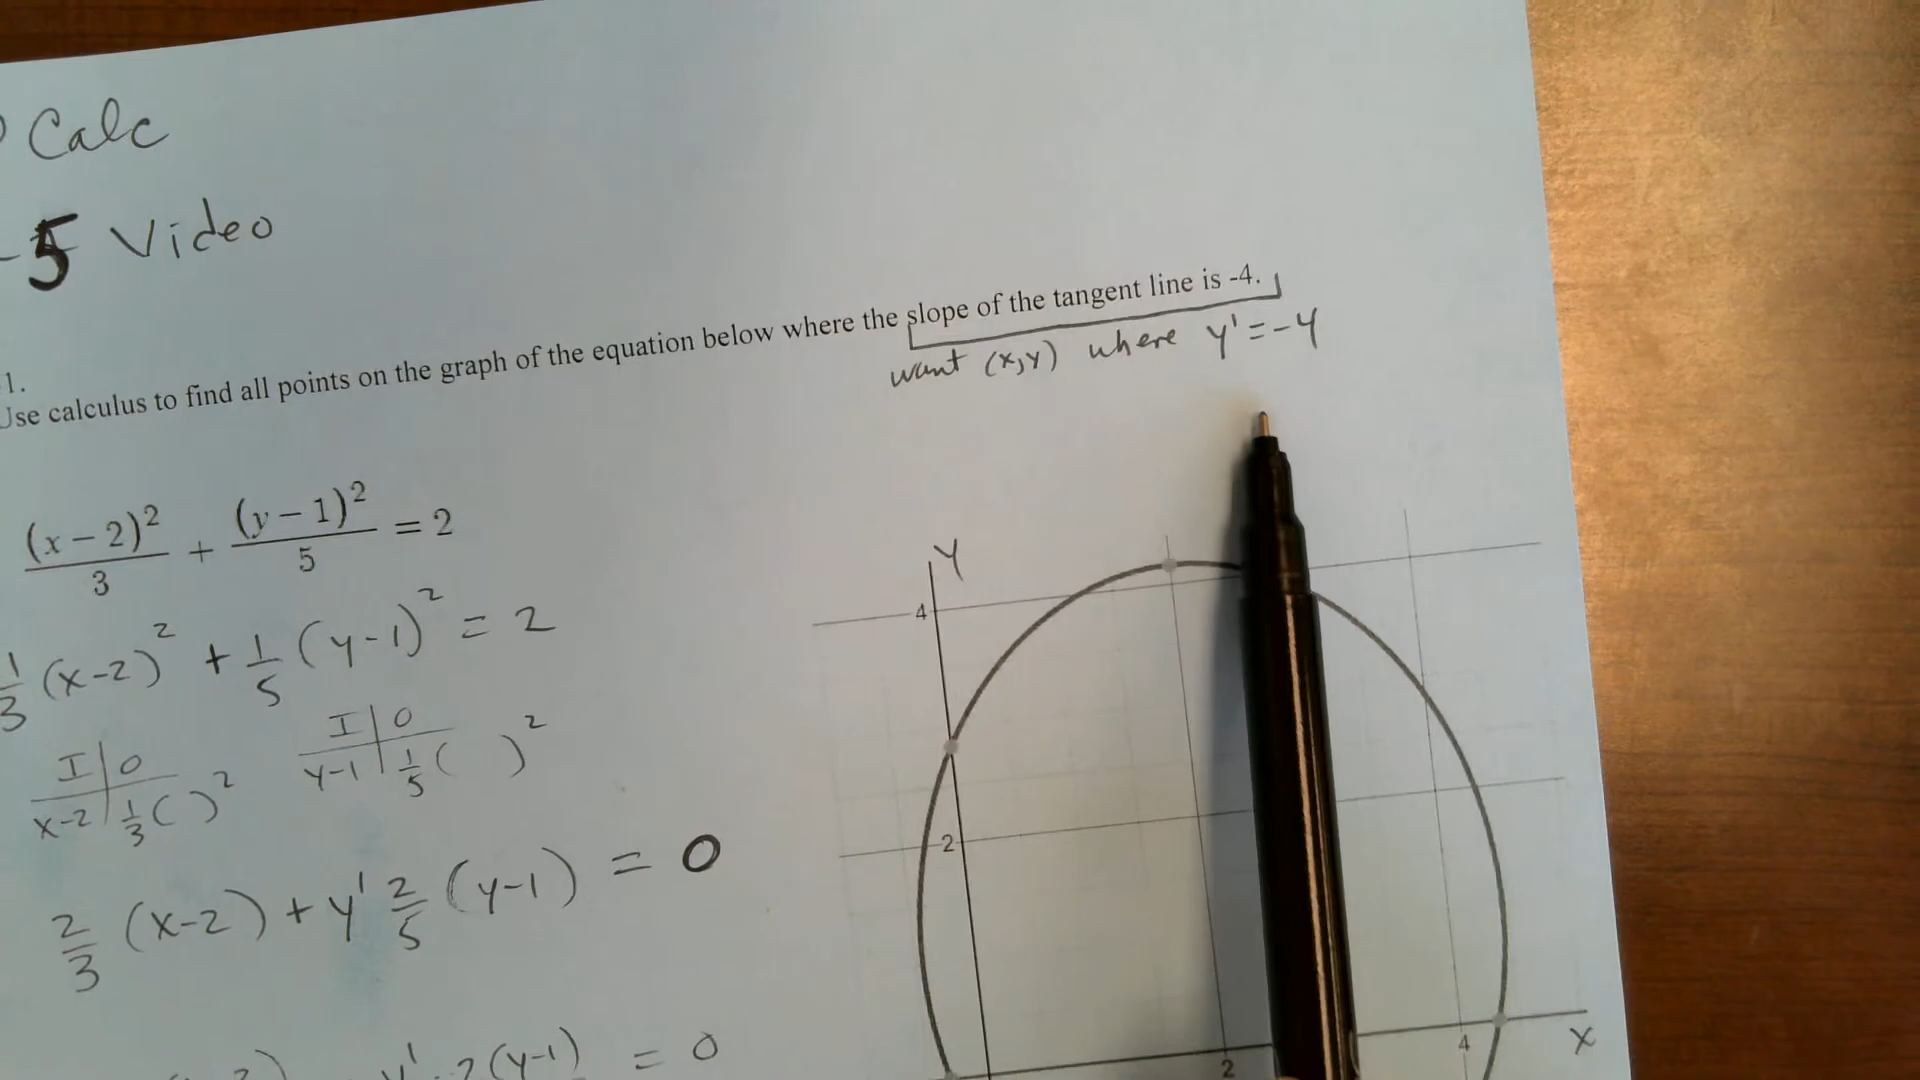 Calc
-5 Video
1.
Use calculus to find all points on the graph of the equation below where the slope of the tangent line is -4.
want (x,y) where y' = -4
(x - 2)²/3 + (y - 1)²/5 = 2
1/3 (x-2)² + 1/5 (y-1)² = 2
I | O
x-2 | 1/3 ( )²
I | O
y-1 | 1/5 ( )²
2/3 (x-2) + y' 2/5 (y-1) = 0
y' · 2(y-1) = 0
Y
4
2
2
4
X